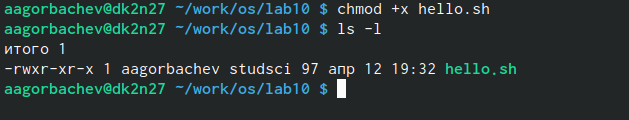 aagorbachev@dk2n27 ~/work/os/lab10 $ chmod +x hello.sh
aagorbachev@dk2n27 ~/work/os/lab10 $ ls -l
итого 1
-rwxr-xr-x 1 aagorbachev studsci 97 апр 12 19:32 hello.sh
aagorbachev@dk2n27 ~/work/os/lab10 $